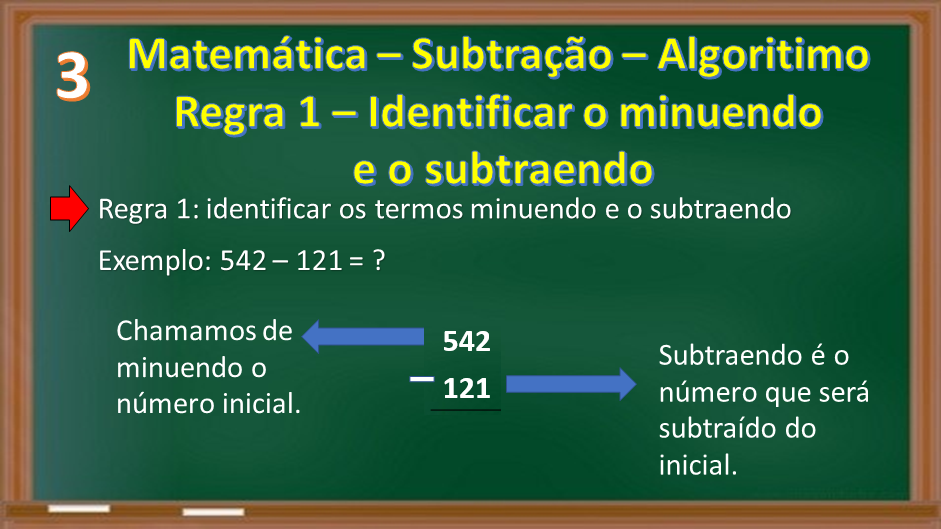 3
Matemática – Subtração – Algoritimo
Regra 1 – Identificar o minuendo
e o subtraendo
Regra 1: identificar os termos minuendo e o subtraendo
Exemplo: 542 – 121 = ?
Chamamos de
minuendo o
número inicial.
542
– 121
Subtraendo é o
número que será
subtraído do
inicial.